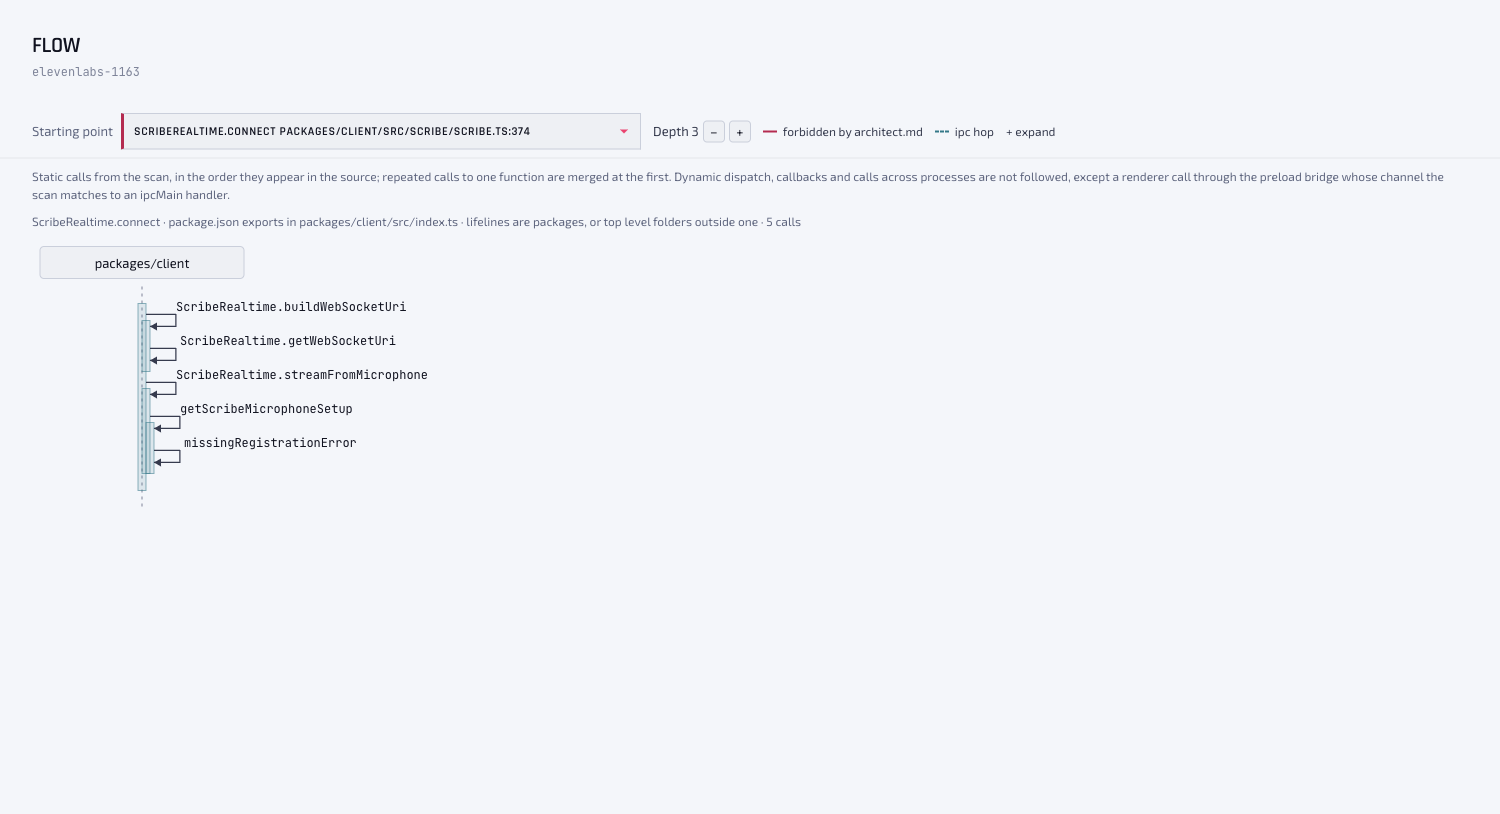 FLOW
elevenlabs-1163
Starting point SCRIBEREALTIME.CONNECT PACKAGES/CLIENT/SRC/SCRIBE/SCRIBE.TS:374 Depth 3 − + forbidden by architect.md ipc hop + expand
Static calls from the scan, in the order they appear in the source; repeated calls to one function are merged at the first. Dynamic dispatch, callbacks and calls across processes are not followed, except a renderer call through the preload bridge whose channel the
scan matches to an ipcMain handler.
ScribeRealtime.connect · package.json exports in packages/client/src/index.ts · lifelines are packages, or top level folders outside one · 5 calls
packages/client
ScribeRealtime.buildWebSocketUri
ScribeRealtime.getWebSocketUri
ScribeRealtime.streamFromMicrophone
getScribeMicrophoneSetup
missingRegistrationError